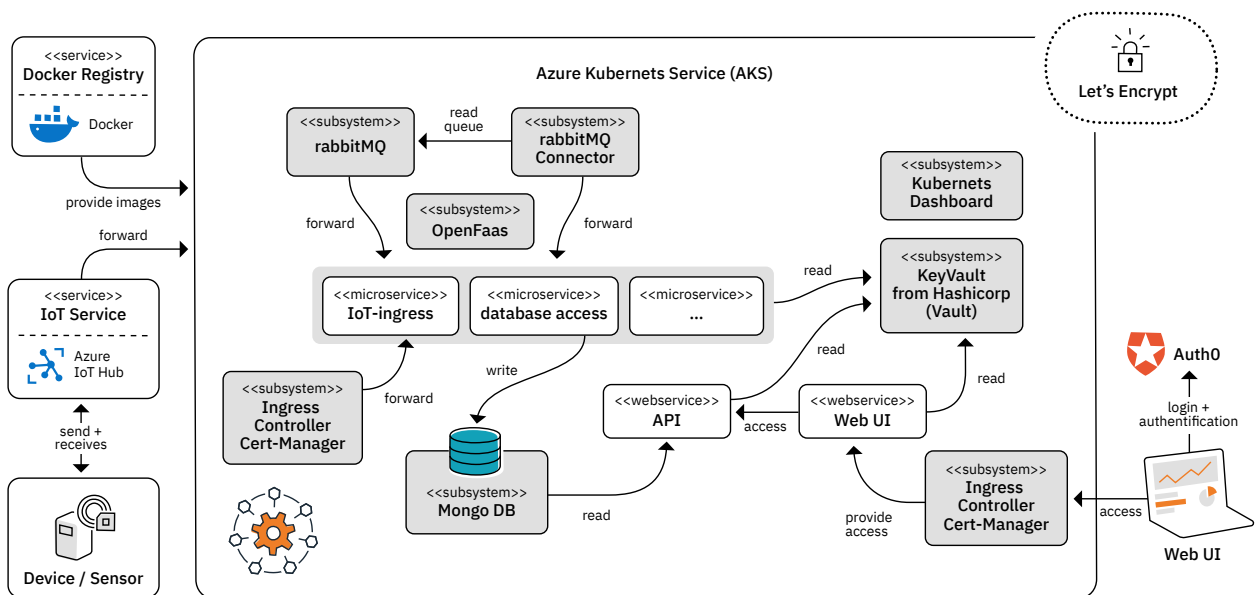 <<service>>
Docker Registry
Docker
provide images
forward
<<service>>
IoT Service
Azure
IoT Hub
send +
receives
Device / Sensor
Azure Kubernets Service (AKS)
<<subsystem>>
rabbitMQ
read
queue
<<subsystem>>
rabbitMQ
Connector
forward
<<subsystem>>
OpenFaas
forward
<<microservice>>
IoT-ingress
<<microservice>>
database access
<<microservice>>
...
read
<<subsystem>>
Kubernets
Dashboard
<<subsystem>>
KeyVault
from Hashicorp
(Vault)
read
read
<<subsystem>>
Ingress
Controller
Cert-Manager
forward
write
<<subsystem>>
Mongo DB
read
<<webservice>>
API
access
<<webservice>>
Web UI
provide
access
<<subsystem>>
Ingress
Controller
Cert-Manager
access
Let's Encrypt
Auth0
login +
authentification
Web UI